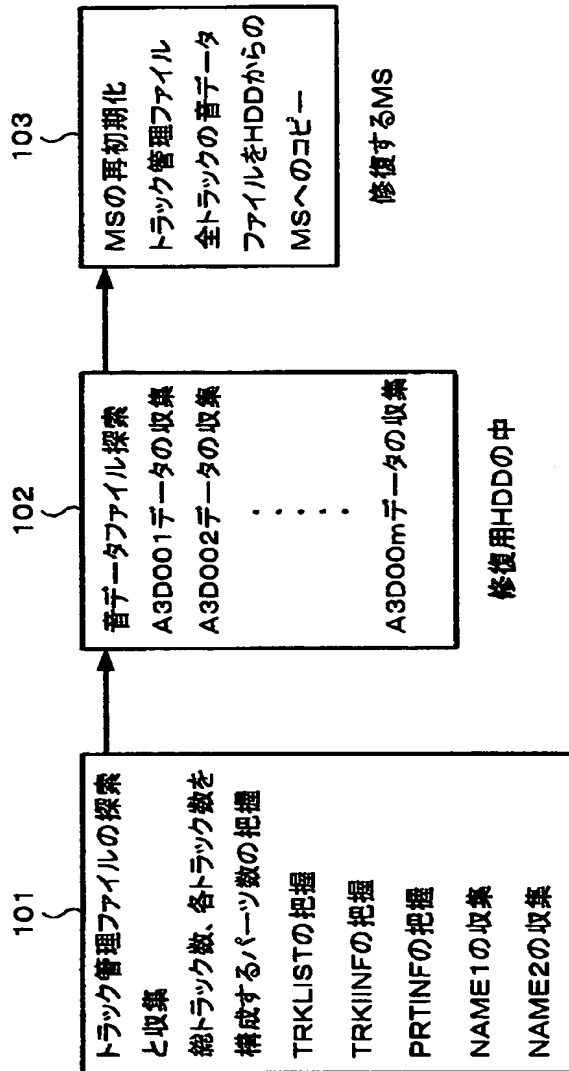 101
トラック管理ファイルの探索
と収集
総トラック数、各トラック数を
構成するパーツ数の把握
TRKLISTの把握
TRKIINFの把握
PRTINFの把握
NAME1の収集
NAME2の収集
102
音データファイル探索
A3D001データの収集
A3D002データの収集
・・・・・
A3D00mデータの収集
修復用HDDの中
103
MSの再初期化
トラック管理ファイル
全トラックの音データ
ファイルをHDDからの
MSへのコピー
修復するMS